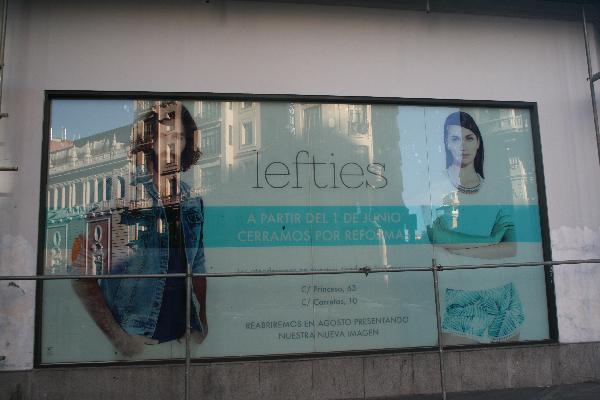 lefties
A PARTIR DEL 1 DE JUNIO
CERRAMOS POR REFORMA
C/ Princesa, 63
C/ Carretas, 10
REABRIREMOS EN AGOSTO PRESENTANDO
NUESTRA NUEVA IMAGEN